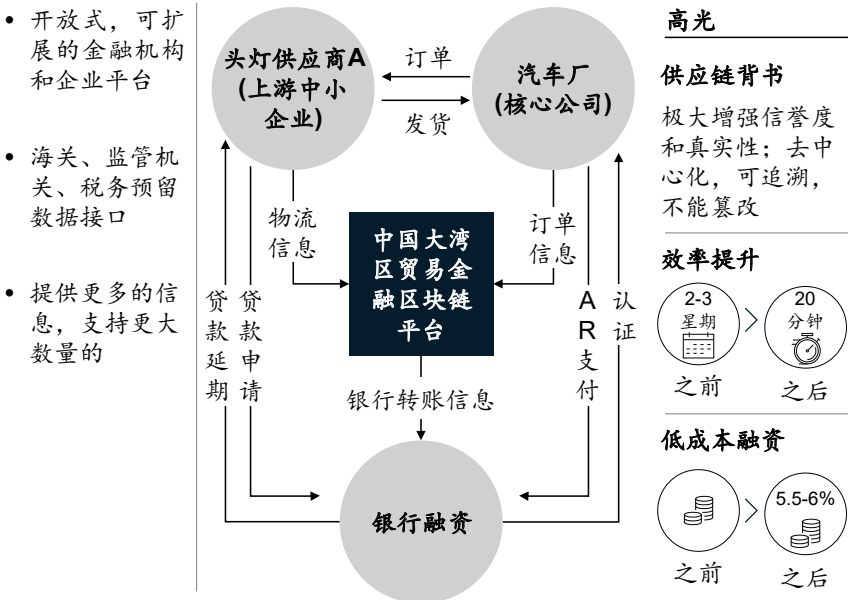 • 开放式，可扩
展的金融机构
和企业平台
• 海关、监管机
关、税务预留
数据接口
• 提供更多的信
息，支持更大
数量的
头灯供应商A
(上游中小
企业)
订单
发货
汽车厂
(核心公司)
物流
信息
订单
信息
中国大湾
区贸易金
融区块链
平台
贷款延期
贷款申请
AR支付
认证
银行转账信息
银行融资
高光
供应链背书
极大增强信誉度
和真实性；去中
心化，可追溯，
不能篡改
效率提升
2-3
星期
之前
20
分钟
之后
低成本融资
之前
5.5-6%
之后